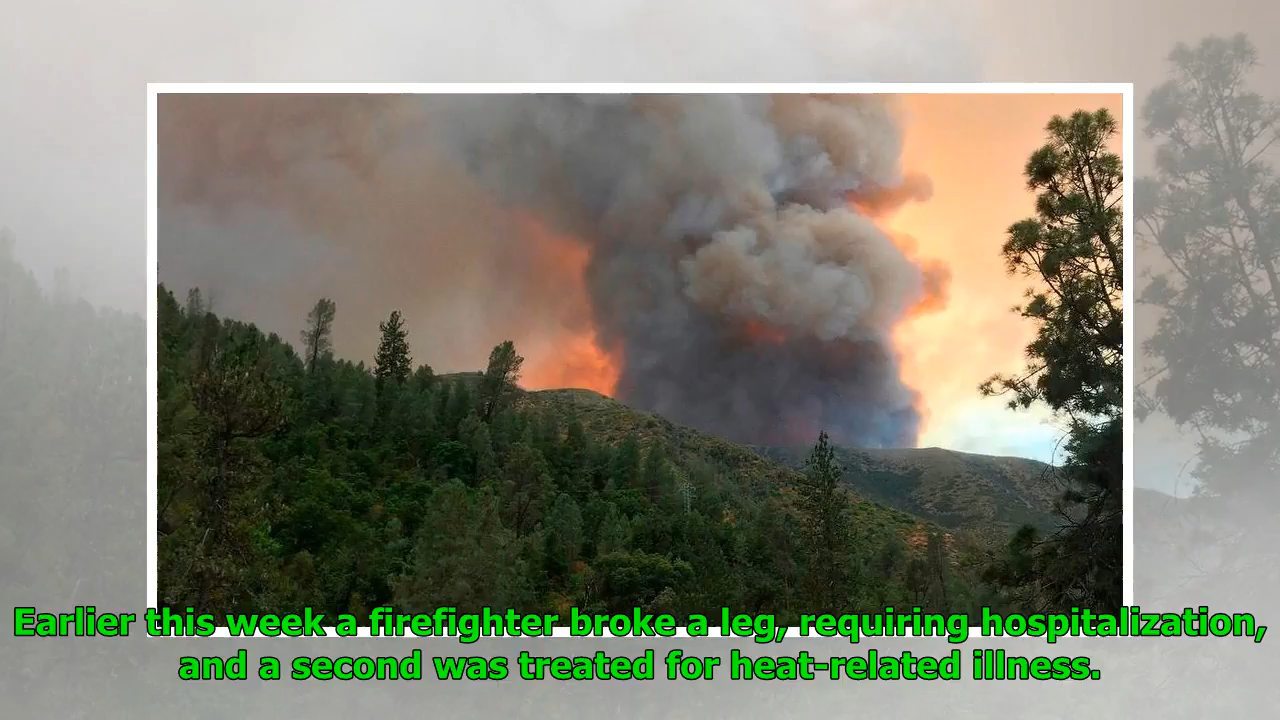 Earlier this week a firefighter broke a leg, requiring hospitalization,
and a second was treated for heat-related illness.